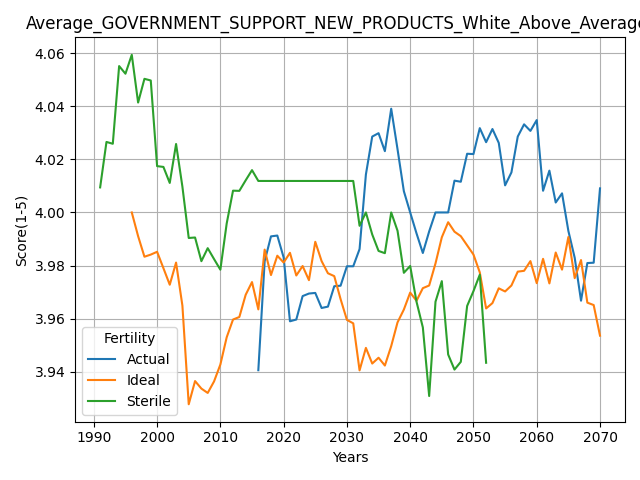 Average_GOVERNMENT_SUPPORT_NEW_PRODUCTS_White_Above_Average
4.06
4.04
4.02
4.00
3.98
3.96
3.94
Score(1-5)
Fertility
Actual
Ideal
Sterile
1990 2000 2010 2020 2030 2040 2050 2060 2070
Years